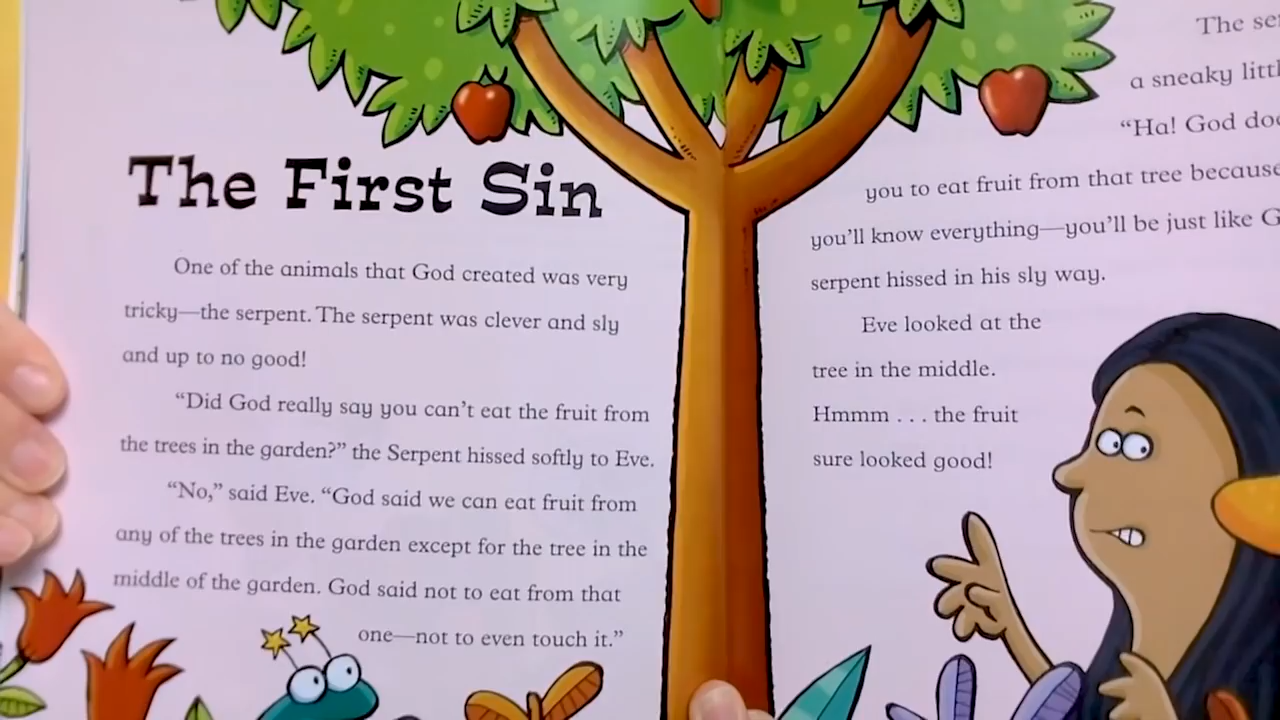 The First Sin
One of the animals that God created was very
tricky—the serpent. The serpent was clever and sly
and up to no good!
“Did God really say you can’t eat the fruit from
the trees in the garden?” the Serpent hissed softly to Eve.
“No,” said Eve. “God said we can eat fruit from
any of the trees in the garden except for the tree in the
middle of the garden. God said not to eat from that
one—not to even touch it.”
The
a sneaky
“Ha! God
you to eat fruit from that tree because
you’ll know everything—you’ll be just like
serpent hissed in his sly way.
Eve looked at the
tree in the middle.
Hmmm . . . the fruit
sure looked good!